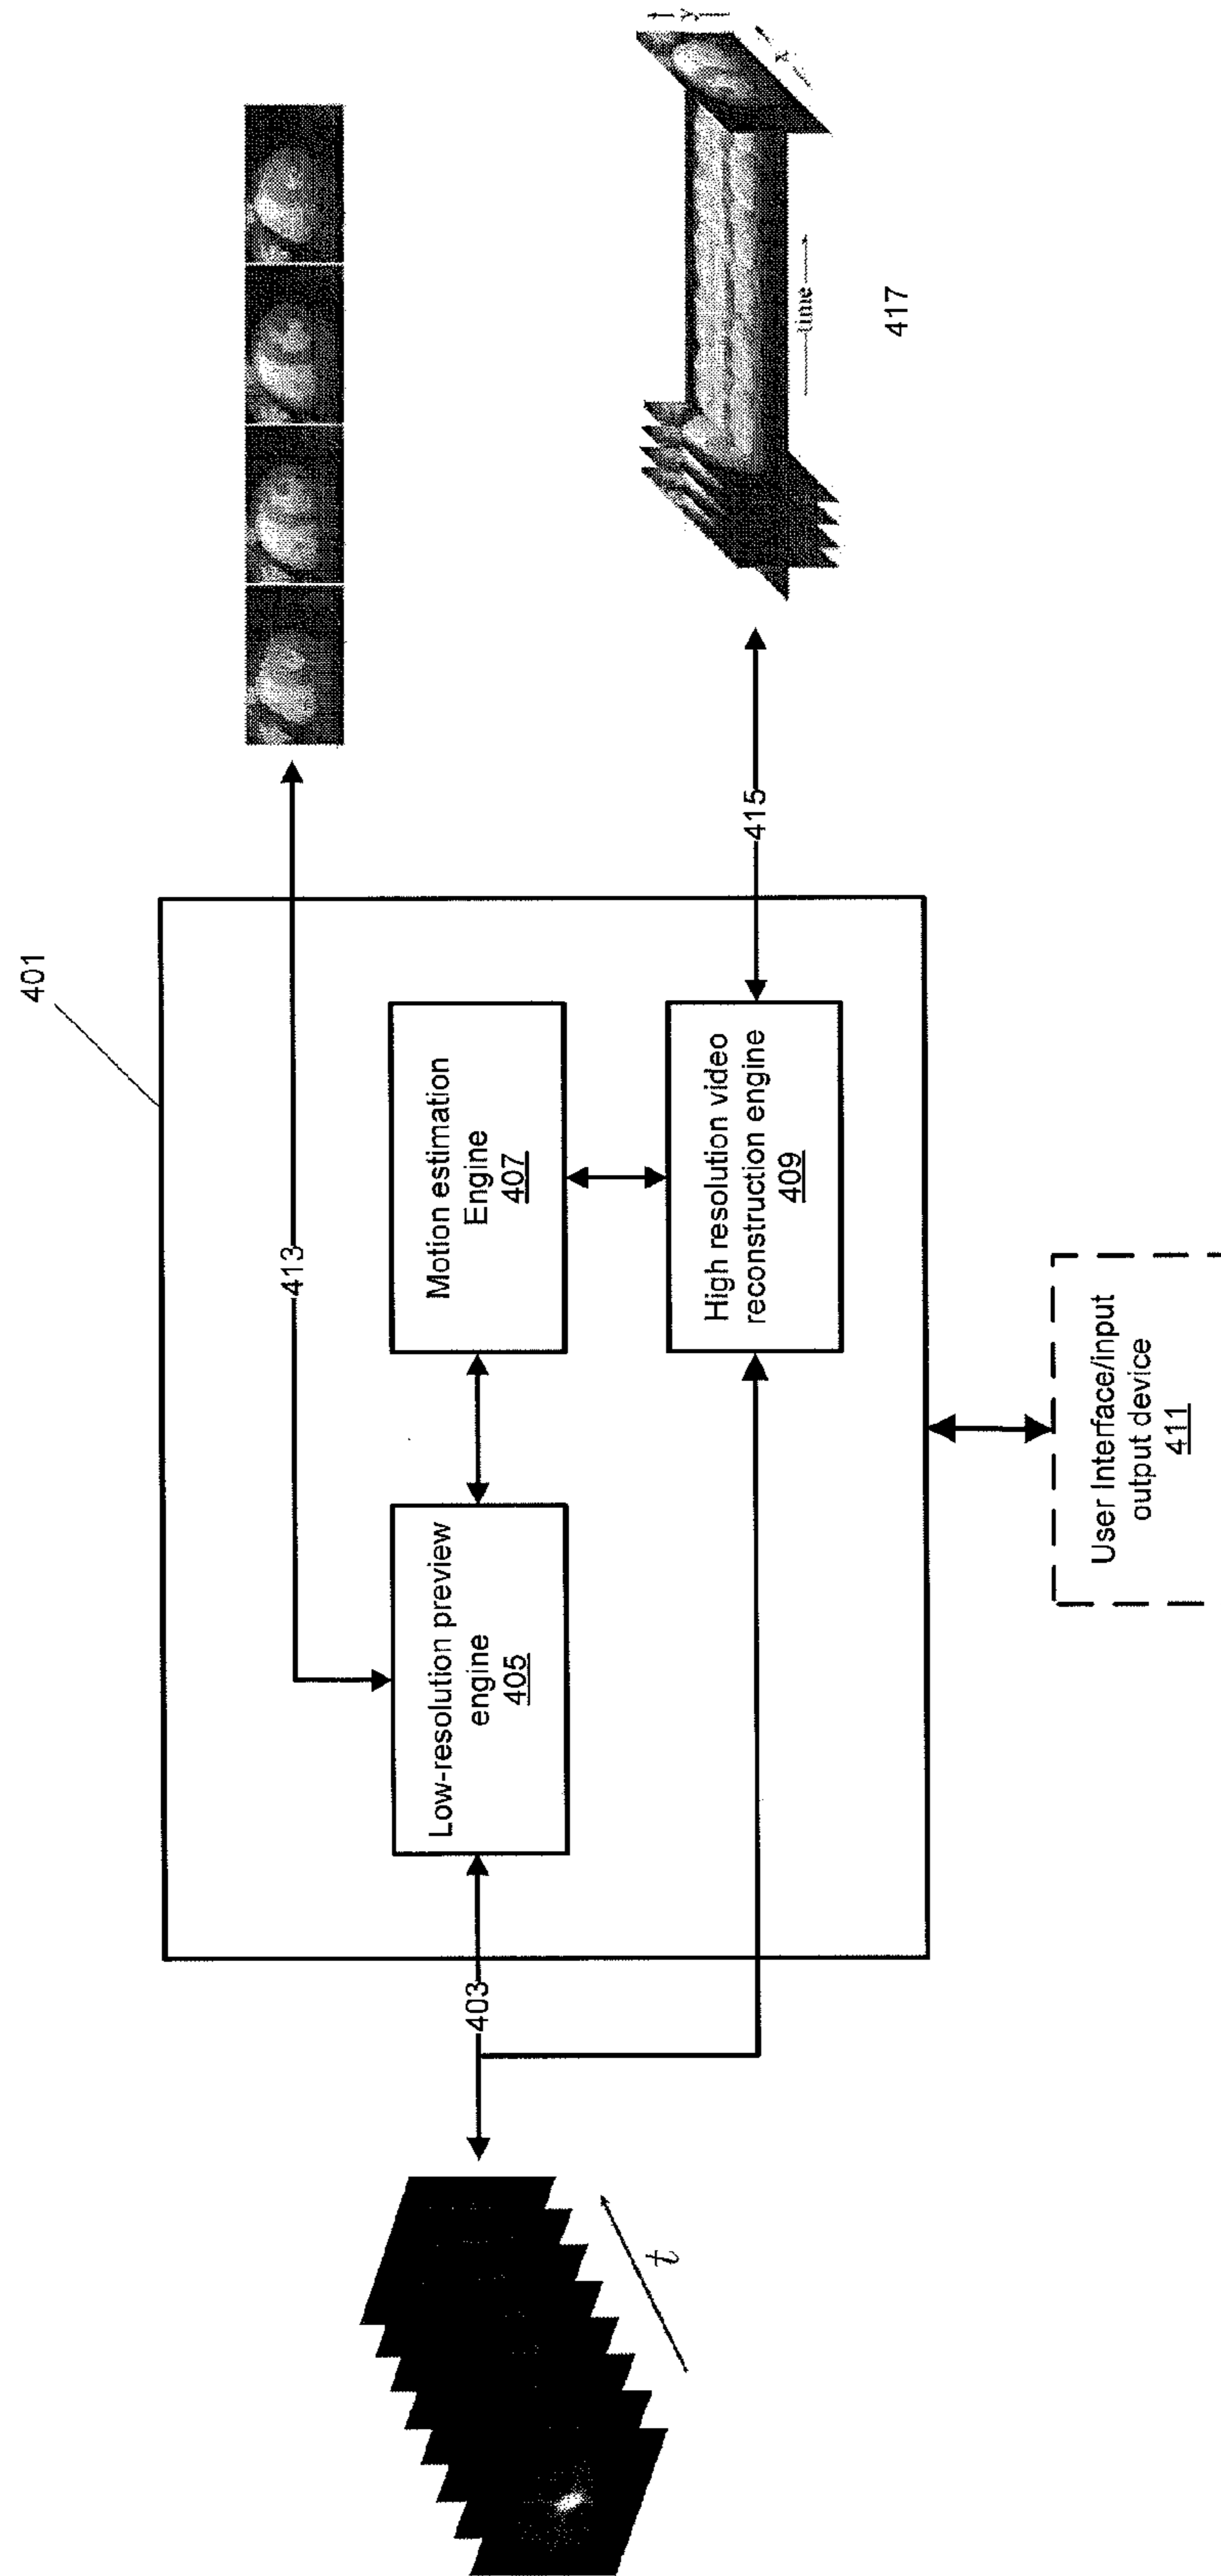 401
413
Low-resolution preview
engine
405
Motion estimation
Engine
407
403
High resolution video
reconstruction engine
409
415
User Interface/input
output device
411
t
time
y
417